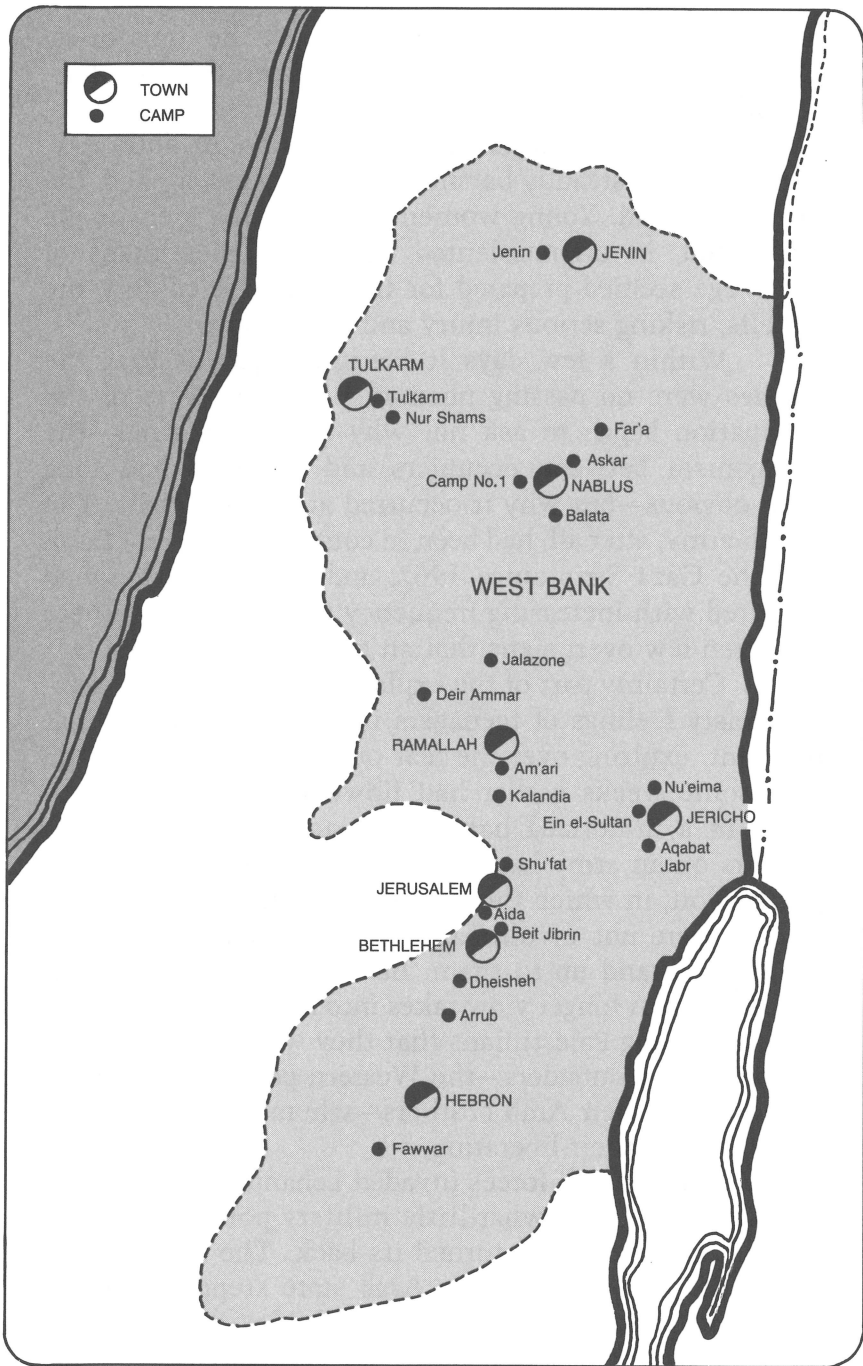 TOWN
CAMP
Jenin
JENIN
TULKARM
Tulkarm
Nur Shams
Far'a
Askar
Camp No.1
NABLUS
Balata
WEST BANK
Jalazone
Deir Ammar
RAMALLAH
Am'ari
Kalandia
Nu'eima
Ein el-Sultan
JERICHO
Aqabat
Jabr
Shu'fat
JERUSALEM
Aida
Beit Jibrin
BETHLEHEM
Dheisheh
Arrub
HEBRON
Fawwar